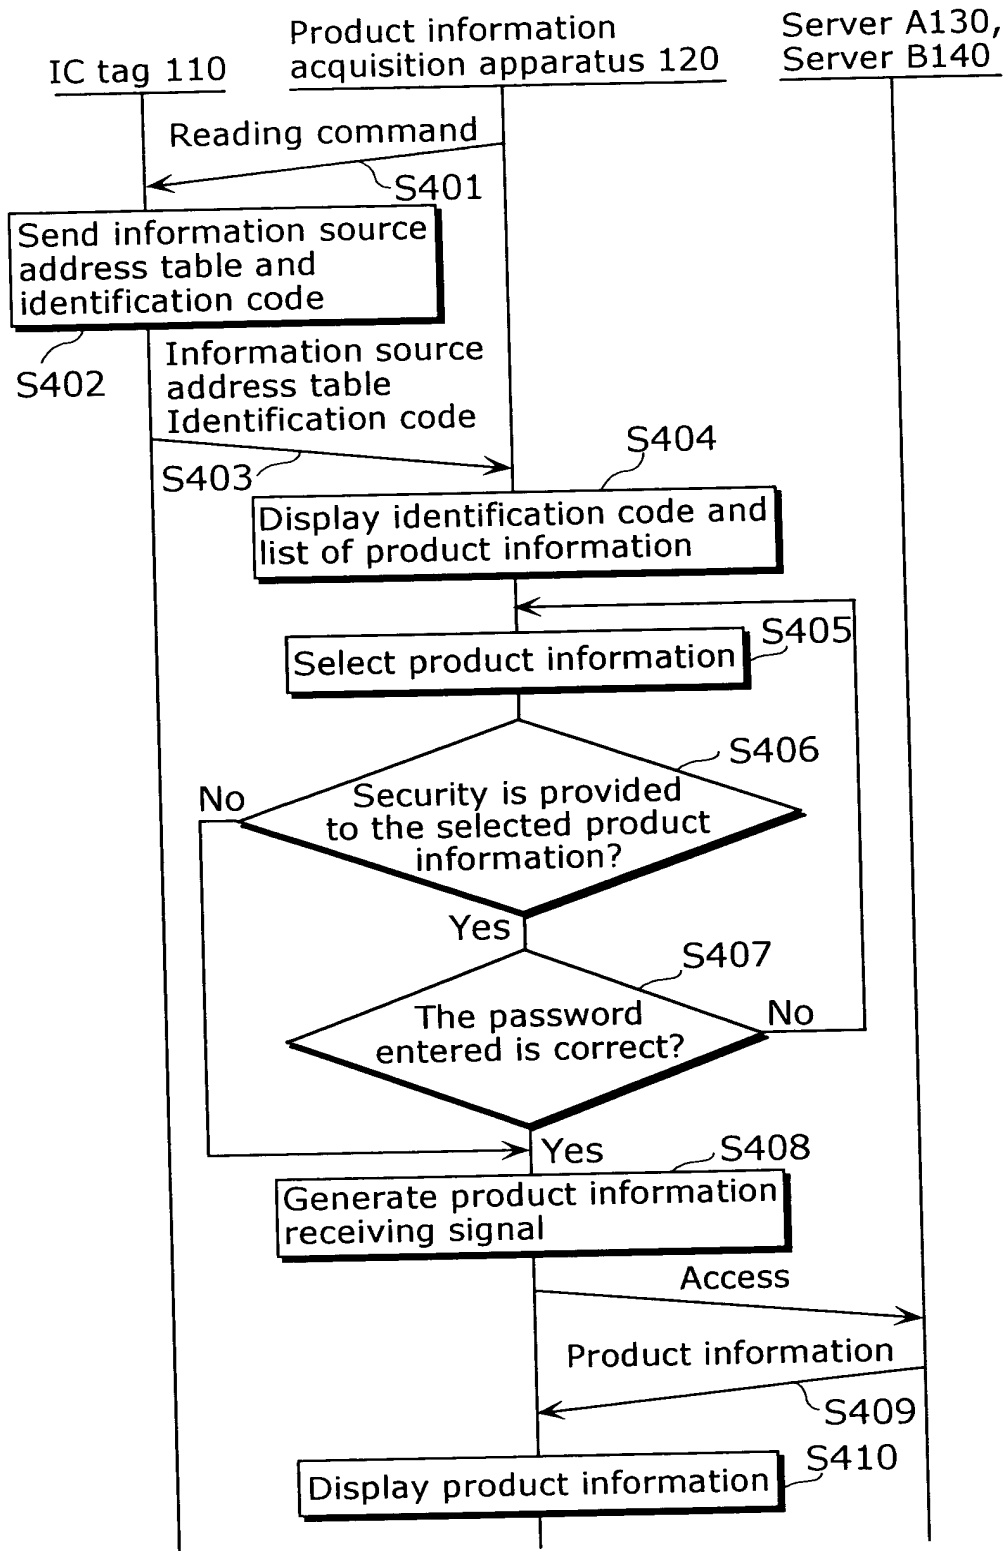 IC tag 110
Product information
acquisition apparatus 120
Server A130,
Server B140
Reading command
S401
Send information source
address table and
identification code
S402
Information source
address table
Identification code
S403
S404
Display identification code and
list of product information
S405
Select product information
S406
No
Security is provided
to the selected product
information?
Yes
S407
The password
entered is correct?
No
Yes
S408
Generate product information
receiving signal
Access
Product information
S409
S410
Display product information